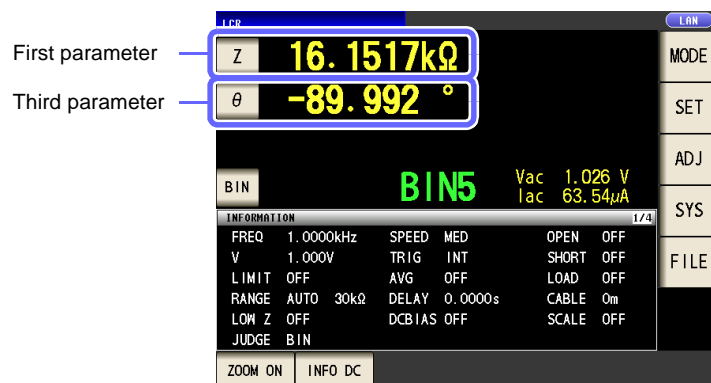 LCR
LAN
First parameter
Z 16.1517kΩ
MODE
Third parameter
θ -89.992 °
SET
ADJ
BIN BIN5
Vac 1.026 V
Iac 63.54μA
SYS
INFORMATION 1/4
FREQ 1.0000kHz SPEED MED OPEN OFF
V 1.000V TRIG INT SHORT OFF
FILE
LIMIT OFF AVG OFF LOAD OFF
RANGE AUTO 30kΩ DELAY 0.0000s CABLE 0m
LOW Z OFF DCBIAS OFF SCALE OFF
JUDGE BIN
ZOOM ON INFO DC